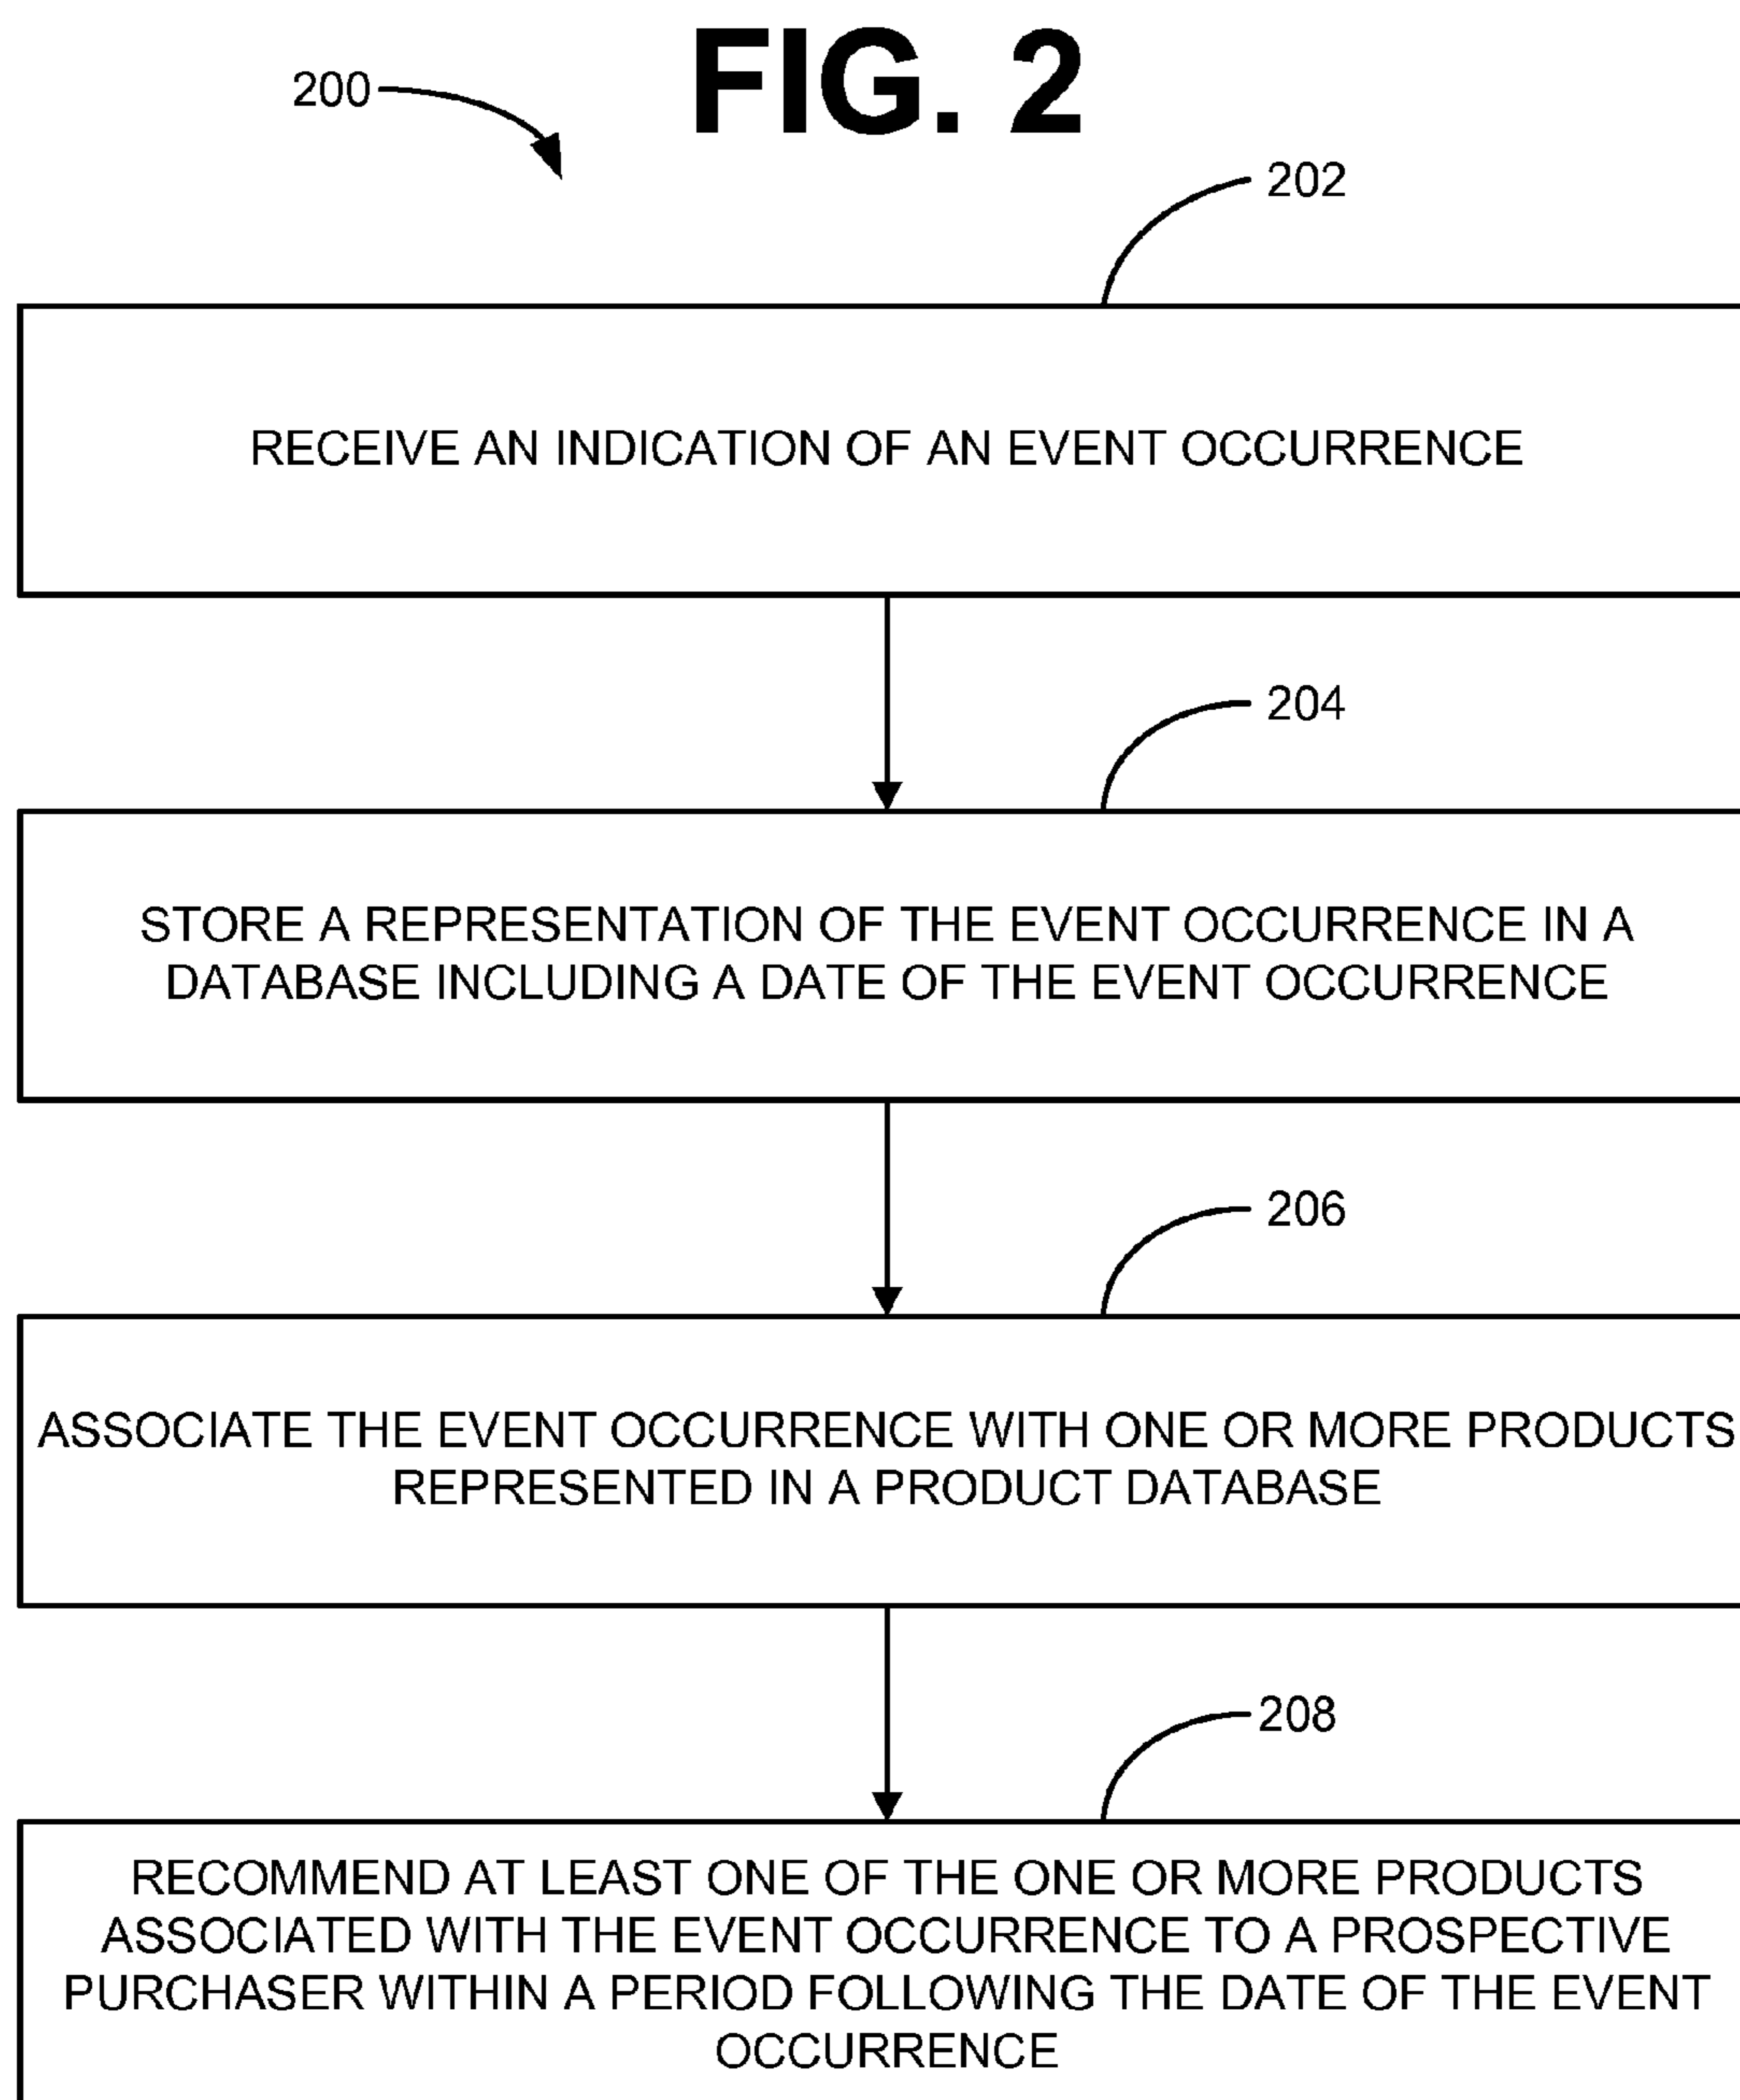 FIG. 2
200
202
RECEIVE AN INDICATION OF AN EVENT OCCURRENCE
204
STORE A REPRESENTATION OF THE EVENT OCCURRENCE IN A
DATABASE INCLUDING A DATE OF THE EVENT OCCURRENCE
206
ASSOCIATE THE EVENT OCCURRENCE WITH ONE OR MORE PRODUCTS
REPRESENTED IN A PRODUCT DATABASE
208
RECOMMEND AT LEAST ONE OF THE ONE OR MORE PRODUCTS
ASSOCIATED WITH THE EVENT OCCURRENCE TO A PROSPECTIVE
PURCHASER WITHIN A PERIOD FOLLOWING THE DATE OF THE EVENT
OCCURRENCE